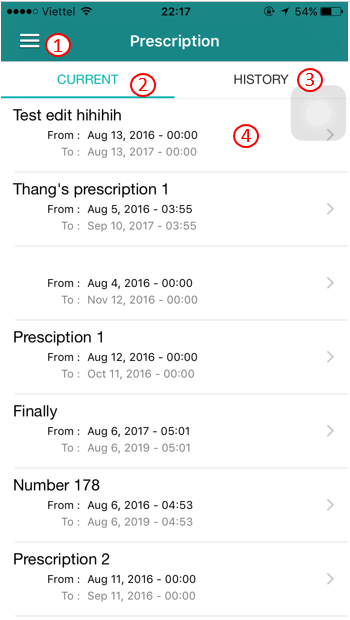 Viettel 22:17 54%
Prescription
1
CURRENT 2 HISTORY 3
Test edit hihihih
From : Aug 13, 2016 - 00:00 4
To : Aug 13, 2017 - 00:00
Thang's prescription 1
From : Aug 5, 2016 - 03:55
To : Sep 10, 2017 - 03:55
From : Aug 4, 2016 - 00:00
To : Nov 12, 2016 - 00:00
Presciption 1
From : Aug 12, 2016 - 00:00
To : Oct 11, 2016 - 00:00
Finally
From : Aug 6, 2017 - 05:01
To : Aug 6, 2019 - 05:01
Number 178
From : Aug 6, 2016 - 04:53
To : Aug 6, 2019 - 04:53
Prescription 2
From : Aug 11, 2016 - 00:00
To : Sep 11, 2016 - 00:00